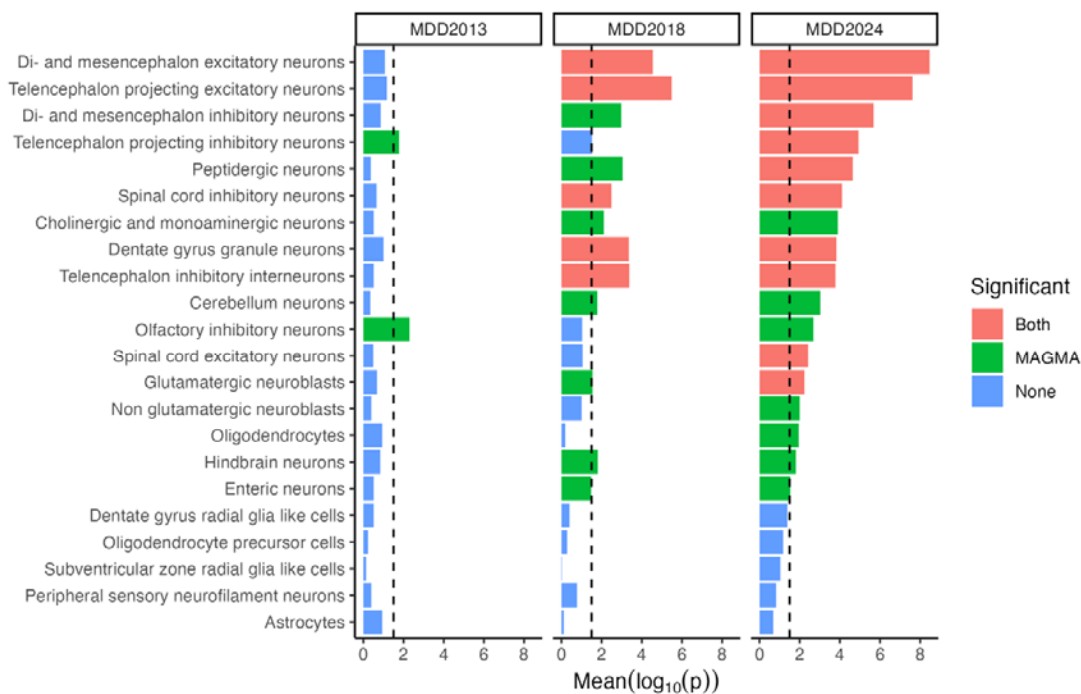 MDD2013 MDD2018 MDD2024
Di- and mesencephalon excitatory neurons
Telencephalon projecting excitatory neurons
Di- and mesencephalon inhibitory neurons
Telencephalon projecting inhibitory neurons
Peptidergic neurons
Spinal cord inhibitory neurons
Cholinergic and monoaminergic neurons
Dentate gyrus granule neurons
Telencephalon inhibitory interneurons
Cerebellum neurons
Olfactory inhibitory neurons
Spinal cord excitatory neurons
Glutamatergic neuroblasts
Non glutamatergic neuroblasts
Oligodendrocytes
Hindbrain neurons
Enteric neurons
Dentate gyrus radial glia like cells
Oligodendrocyte precursor cells
Subventricular zone radial glia like cells
Peripheral sensory neurofilament neurons
Astrocytes
0 2 4 6 8 0 2 4 6 8 0 2 4 6 8
Mean(log10(p))
Significant
Both
MAGMA
None